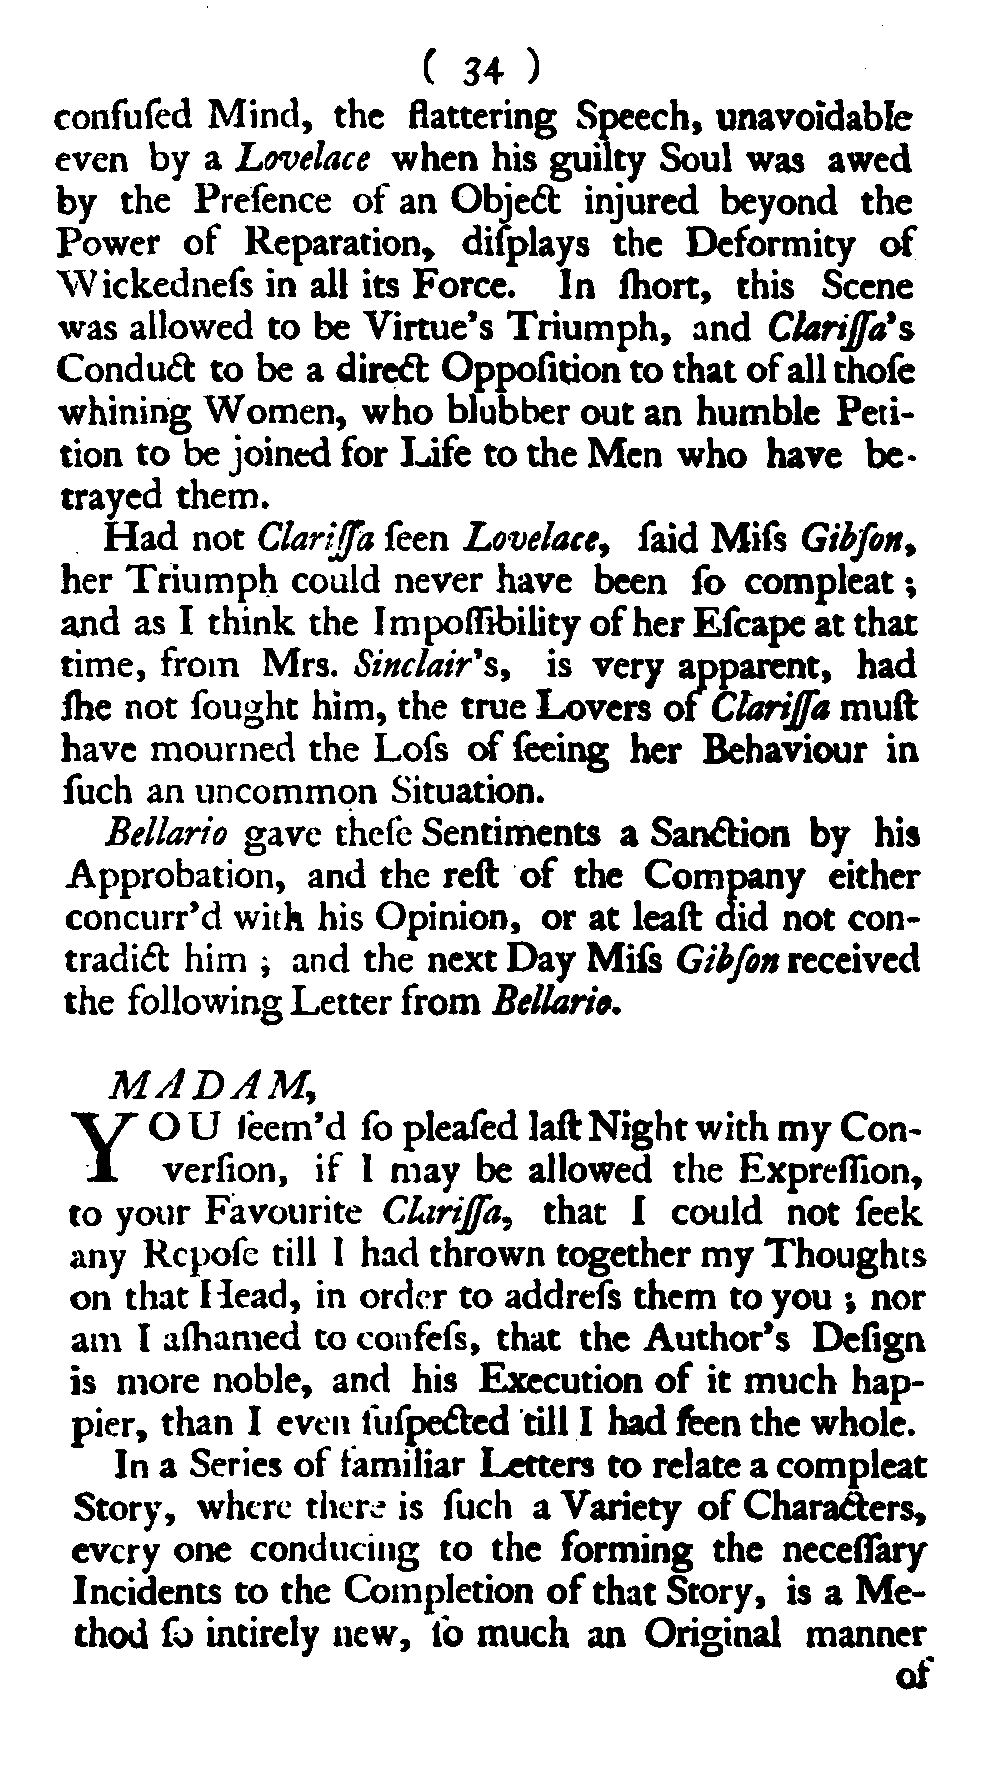 ( 34 )
confuſed Mind, the flattering Speech, unavoidable
even by a Lovelace when his guilty Soul was awed
by the Preſence of an Object injured beyond the
Power of Reparation, diſplays the Deformity of
Wickedneſs in all its Force. In ſhort, this Scene
was allowed to be Virtue's Triumph, and Clariſſa's
Conduct to be a direct Oppoſition to that of all thoſe
whining Women, who blubber out an humble Peti-
tion to be joined for Life to the Men who have be-
trayed them.
Had not Clariſſa ſeen Lovelace, ſaid Miſs Gibſon,
her Triumph could never have been ſo compleat;
and as I think the Impoſſibility of her Eſcape at that
time, from Mrs. Sinclair's, is very apparent, had
ſhe not ſought him, the true Lovers of Clariſſa muſt
have mourned the Loſs of ſeeing her Behaviour in
ſuch an uncommon Situation.
Bellario gave theſe Sentiments a Sanction by his
Approbation, and the reſt of the Company either
concurr'd with his Opinion, or at leaſt did not con-
tradict him; and the next Day Miſs Gibſon received
the following Letter from Bellario.
MADAM,
YOU ſeem'd ſo pleaſed laſt Night with my Con-
verſion, if I may be allowed the Expreſſion,
to your Favourite Clariſſa, that I could not ſeek
any Repoſe till I had thrown together my Thoughts
on that Head, in order to addreſs them to you; nor
am I aſhamed to confeſs, that the Author's Deſign
is more noble, and his Execution of it much hap-
pier, than I even ſuſpected 'till I had ſeen the whole.
In a Series of familiar Letters to relate a compleat
Story, where there is ſuch a Variety of Characters,
every one conducing to the forming the neceſſary
Incidents to the Completion of that Story, is a Me-
thod ſo intirely new, ſo much an Original manner
of